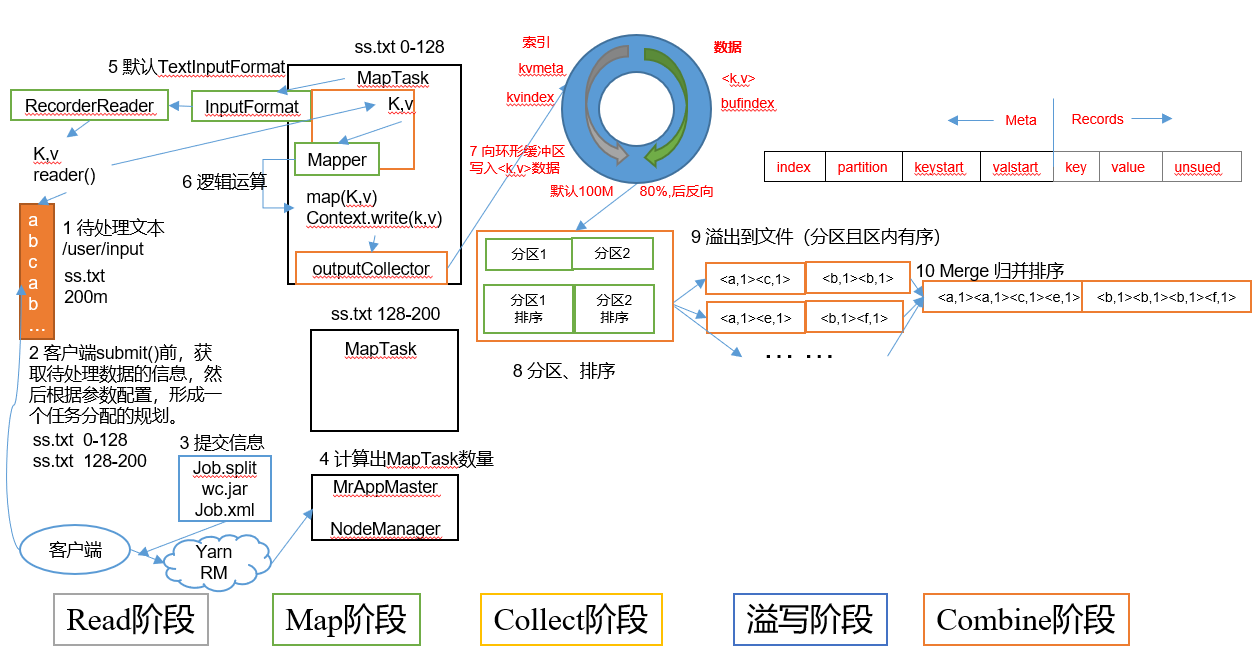 ss.txt 0-128
5 默认TextInputFormat
MapTask
RecorderReader
InputFormat
K,v
Mapper
K,v
reader()
6 逻辑运算
map(K,v)
Context.write(k,v)
outputCollector
a
b
c
a
b
...
1 待处理文本
/user/input
ss.txt
200m
2 客户端submit()前，获
取待处理数据的信息，然
后根据参数配置，形成一
个任务分配的规划。
ss.txt 0-128
ss.txt 128-200
3 提交信息
Job.split
wc.jar
Job.xml
客户端
Yarn
RM
ss.txt 128-200
MapTask
4 计算出MapTask数量
MrAppMaster
NodeManager
索引
kvmeta
kvindex
数据
<k,v>
bufindex
7 向环形缓冲区
写入<k,v>数据
默认100M
80%,后反向
Meta
Records
index
partition
keystart
valstart
key
value
unsued
分区1
分区2
分区1
排序
分区2
排序
8 分区、排序
9 溢出到文件（分区且区内有序）
<a,1><c,1>
<b,1><b,1>
<a,1><e,1>
<b,1><f,1>
... ...
10 Merge 归并排序
<a,1><a,1><c,1><e,1>
<b,1><b,1><b,1><f,1>
Read阶段
Map阶段
Collect阶段
溢写阶段
Combine阶段